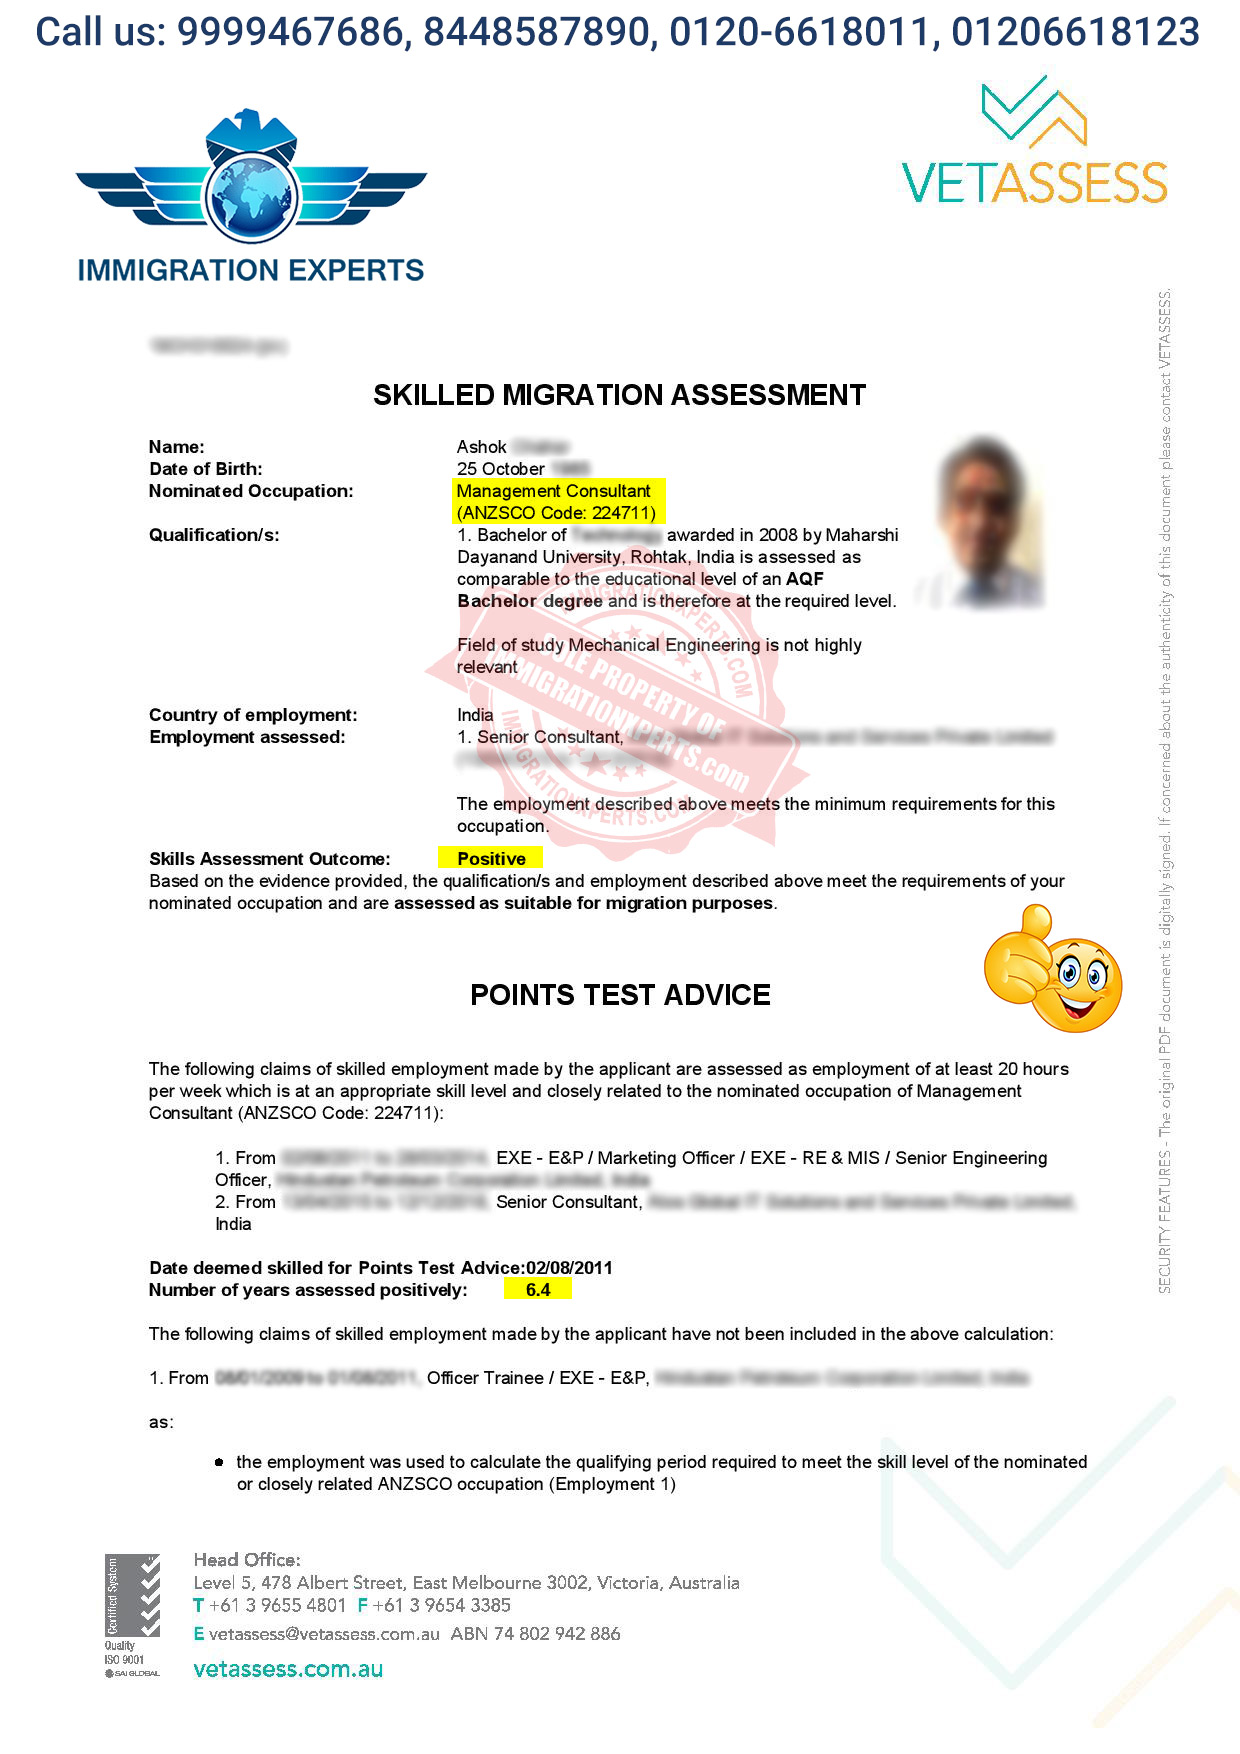 Call us: 9999467686, 8448587890, 0120-6618011, 01206618123
VETASSESS
IMMIGRATION EXPERTS
SKILLED MIGRATION ASSESSMENT
Name: Ashok
Date of Birth: 25 October
Nominated Occupation: Management Consultant
(ANZSCO Code: 224711)
Qualification/s: 1. Bachelor of awarded in 2008 by Maharshi
Dayanand University, Rohtak, India is assessed as
comparable to the educational level of an AQF
Bachelor degree and is therefore at the required level.
Field of study Mechanical Engineering is not highly
relevant
Country of employment: India
Employment assessed: 1. Senior Consultant,
The employment described above meets the minimum requirements for this
occupation.
IMMIGRATIONXPERTS.COM
SOLE PROPERTY OF
IMMIGRATIONXPERTS.com
IMMIGRATIONXPERTS.COM
Skills Assessment Outcome: Positive
Based on the evidence provided, the qualification/s and employment described above meet the requirements of your
nominated occupation and are assessed as suitable for migration purposes.
POINTS TEST ADVICE
The following claims of skilled employment made by the applicant are assessed as employment of at least 20 hours
per week which is at an appropriate skill level and closely related to the nominated occupation of Management
Consultant (ANZSCO Code: 224711):
1. From EXE - E&P / Marketing Officer / EXE - RE & MIS / Senior Engineering
Officer,
2. From Senior Consultant,
India
Date deemed skilled for Points Test Advice:02/08/2011
Number of years assessed positively: 6.4
The following claims of skilled employment made by the applicant have not been included in the above calculation:
1. From Officer Trainee / EXE - E&P,
as:
• the employment was used to calculate the qualifying period required to meet the skill level of the nominated
or closely related ANZSCO occupation (Employment 1)
SECURITY FEATURES - The original PDF document is digitally signed. If concerned about the authenticity of this document please contact VETASSESS.
Certified System
Quality
ISO 9001
SAI GLOBAL
Head Office:
Level 5, 478 Albert Street, East Melbourne 3002, Victoria, Australia
T +61 3 9655 4801 F +61 3 9654 3385
E vetassess@vetassess.com.au ABN 74 802 942 886
vetassess.com.au